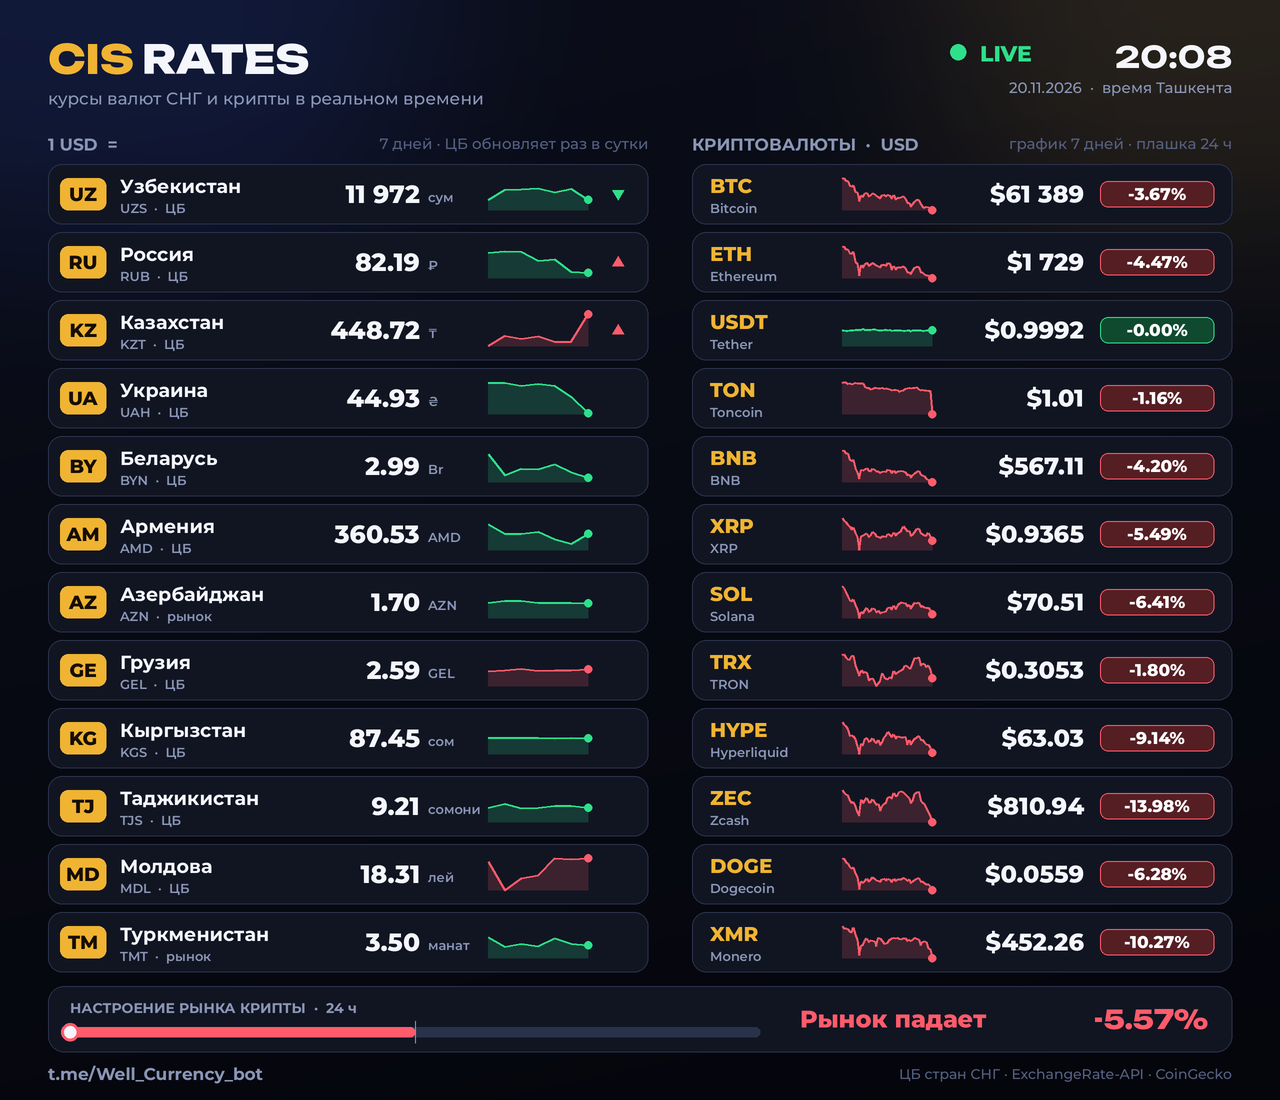 CIS RATES
курсы валют СНГ и крипты в реальном времени
LIVE
20:08
20.11.2026 · время Ташкента
1 USD =
7 дней · ЦБ обновляет раз в сутки
UZ
Узбекистан
UZS · ЦБ
11 972 сум
RU
Россия
RUB · ЦБ
82.19 ₽
KZ
Казахстан
KZT · ЦБ
448.72 ₸
UA
Украина
UAH · ЦБ
44.93 ₴
BY
Беларусь
BYN · ЦБ
2.99 Br
AM
Армения
AMD · ЦБ
360.53 AMD
AZ
Азербайджан
AZN · рынок
1.70 AZN
GE
Грузия
GEL · ЦБ
2.59 GEL
KG
Кыргызстан
KGS · ЦБ
87.45 сом
TJ
Таджикистан
TJS · ЦБ
9.21 сомони
MD
Молдова
MDL · ЦБ
18.31 лей
TM
Туркменистан
TMT · рынок
3.50 манат
КРИПТОВАЛЮТЫ · USD
график 7 дней · плашка 24 ч
BTC
Bitcoin
$61 389
-3.67%
ETH
Ethereum
$1 729
-4.47%
USDT
Tether
$0.9992
-0.00%
TON
Toncoin
$1.01
-1.16%
BNB
BNB
$567.11
-4.20%
XRP
XRP
$0.9365
-5.49%
SOL
Solana
$70.51
-6.41%
TRX
TRON
$0.3053
-1.80%
HYPE
Hyperliquid
$63.03
-9.14%
ZEC
Zcash
$810.94
-13.98%
DOGE
Dogecoin
$0.0559
-6.28%
XMR
Monero
$452.26
-10.27%
НАСТРОЕНИЕ РЫНКА КРИПТЫ · 24 ч
Рынок падает
-5.57%
t.me/Well_Currency_bot
ЦБ стран СНГ · ExchangeRate-API · CoinGecko